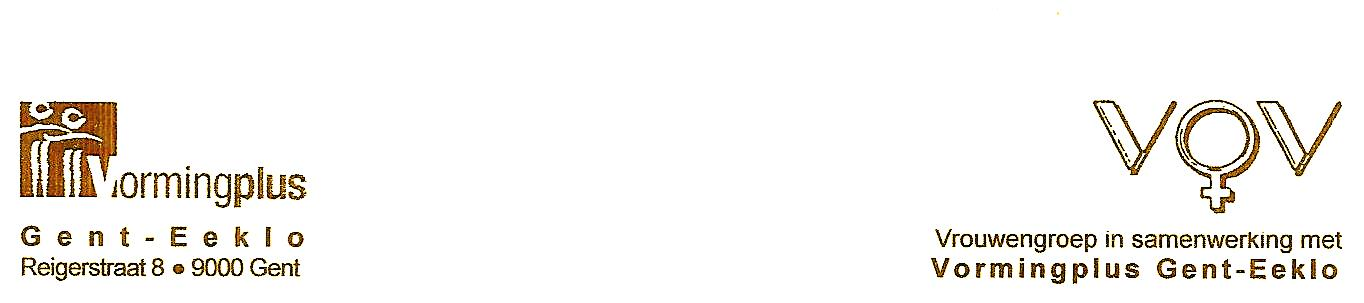 Vormingplus
Gent-Eeklo
Reigerstraat 8 • 9000 Gent
VOV
Vrouwengroep in samenwerking met
Vormingplus Gent-Eeklo